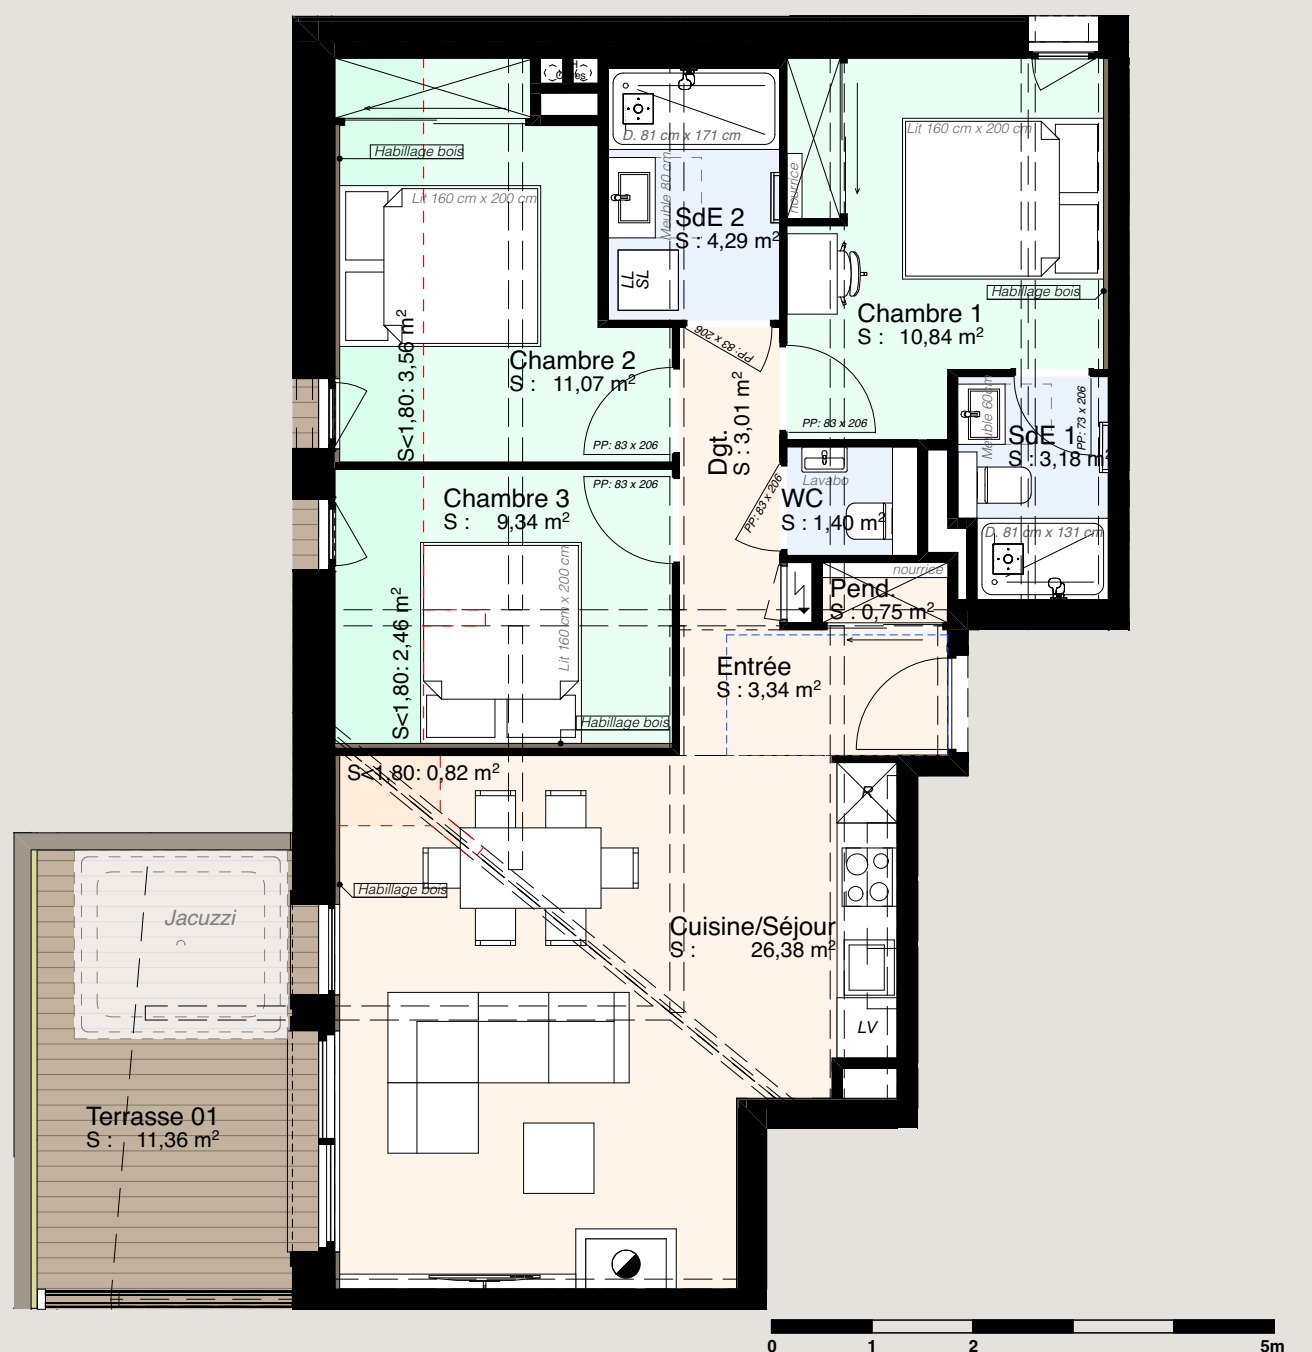 D. 81 cm x 171 cm
Habillage bois
Lit 160 cm x 200 cm
Lit 160 cm x 200 cm
nourrice
Meuble 80 cm
SdE 2
S : 4,29 m²
LL
SL
Habillage bois
Chambre 1
S : 10,84 m²
PP: 83 x 206
S<1,80: 3,56 m²
Chambre 2
S : 11,07 m²
PP: 83 x 206
Dgt.
S : 3,01 m²
PP: 83 x 206
Meuble 60cm
PP: 73 x 206
SdE 1
S : 3,18 m²
Chambre 3
S : 9,34 m²
PP: 83 x 206
PP: 83 x 206
Lavabo
WC
S : 1,40 m²
D. 81 cm x 131 cm
nourrice
Pend.
S : 0,75 m²
S<1,80: 2,46 m²
Lit 160 cm x 200 cm
Habillage bois
Entrée
S : 3,34 m²
S<1,80: 0,82 m²
R
Habillage bois
Jacuzzi
Cuisine/Séjour
S : 26,38 m²
LV
Terrasse 01
S : 11,36 m²
0 1 2 5m